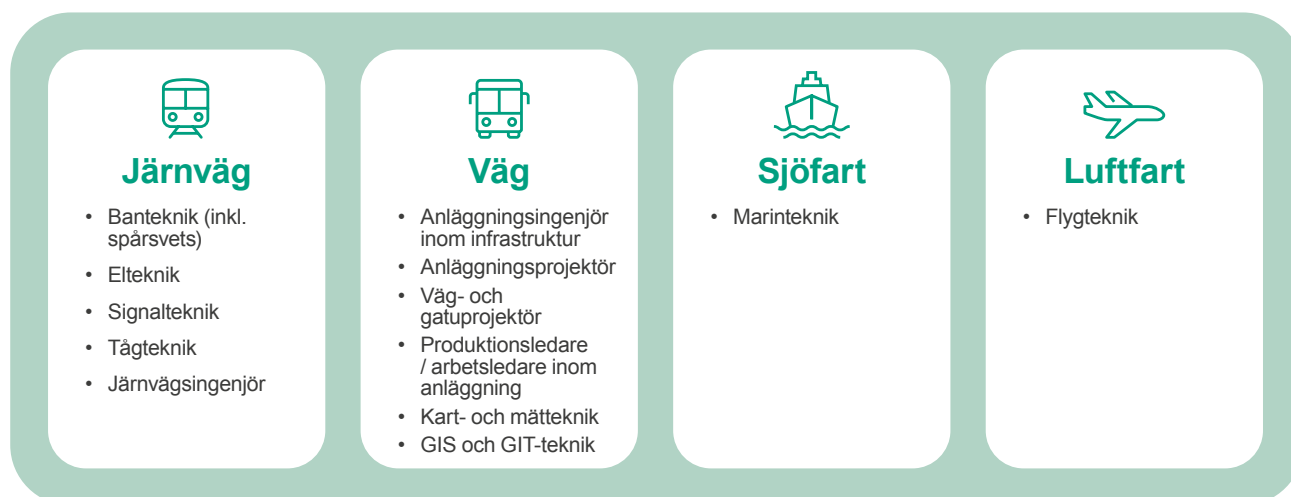 Järnväg
• Banteknik (inkl.
spårsvets)
• Elteknik
• Signalteknik
• Tågteknik
• Järnvägsingenjör
Väg
• Anläggningsingenjör
inom infrastruktur
• Anläggningsprojektör
• Väg- och
gatuprojektör
• Produktionsledare
/ arbetsledare inom
anläggning
• Kart- och mätteknik
• GIS och GIT-teknik
Sjöfart
• Marinteknik
Luftfart
• Flygteknik